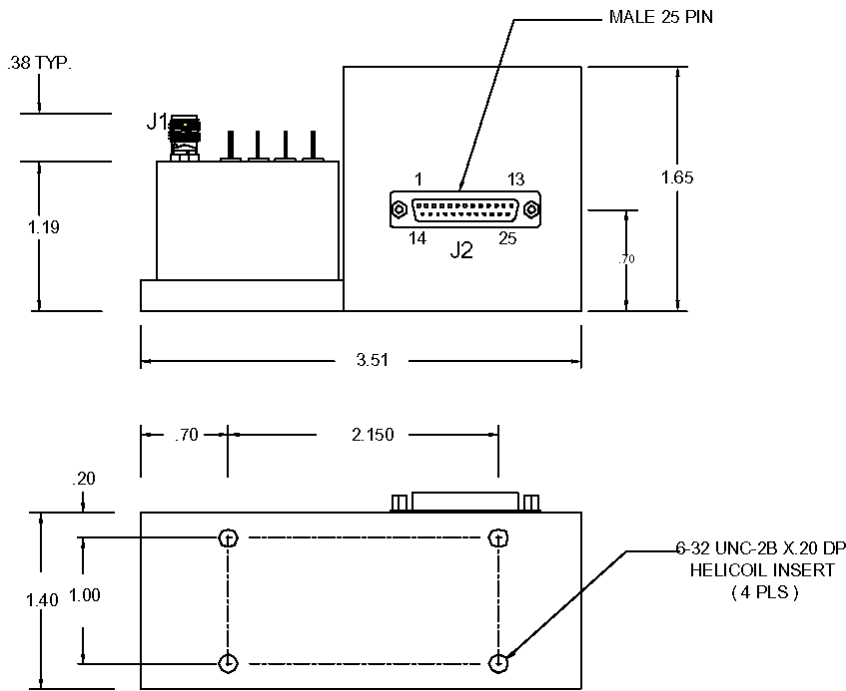 MALE 25 PIN
.38 TYP.
J1
1 13
1.65
1.19
14 25
J2
.70
3.51
.70 2.150
.20
6-32 UNC-2B X.20 DP
HELICOIL INSERT
( 4 PLS )
1.40 1.00